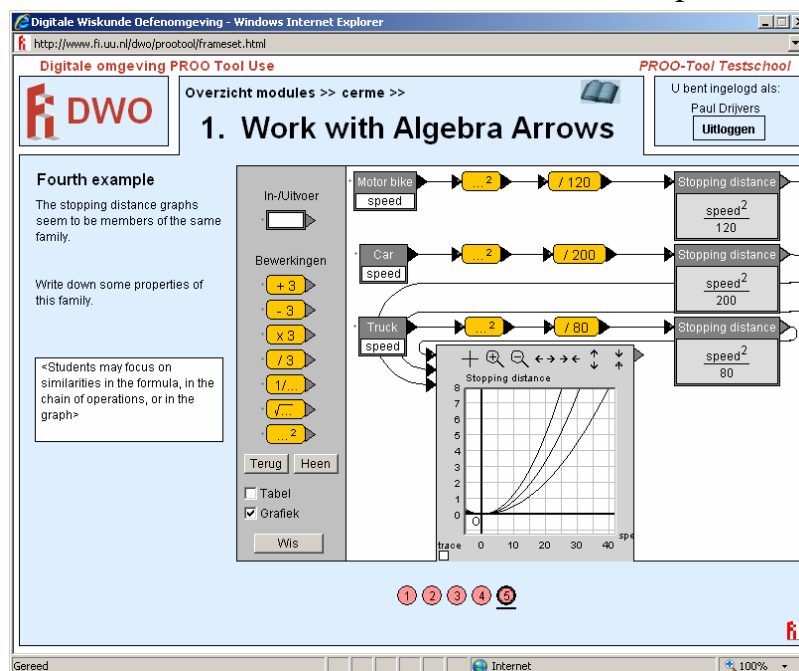 Digitale Wiskunde Oefenomgeving - Windows Internet Explorer
http://www.fi.uu.nl/dwo/prootool/frameset.html
Digitale omgeving PROO Tool Use
PROO-Tool Testschool
DWO
Overzicht modules >> cerme >>
1. Work with Algebra Arrows
U bent ingelogd als:
Paul Drijvers
Uitloggen
Fourth example
The stopping distance graphs
seem to be members of the same
family.
Write down some properties of
this family.
<Students may focus on
similarities in the formula, in the
chain of operations, or in the
graph>
In-/Uitvoer
Bewerkingen
+ 3
- 3
x 3
/ 3
1/...
√...
...²
Terug Heen
Tabel
Grafiek
Wis
Motor bike
speed
...²
/ 120
Stopping distance
speed²
120
Car
speed
...²
/ 200
Stopping distance
speed²
200
Truck
speed
...²
/ 80
Stopping distance
speed²
80
Stopping distance
8
7
6
5
4
3
2
1
0
O
0 10 20 30 40
spe
trace
1 2 3 4 5
Gereed
Internet
100%